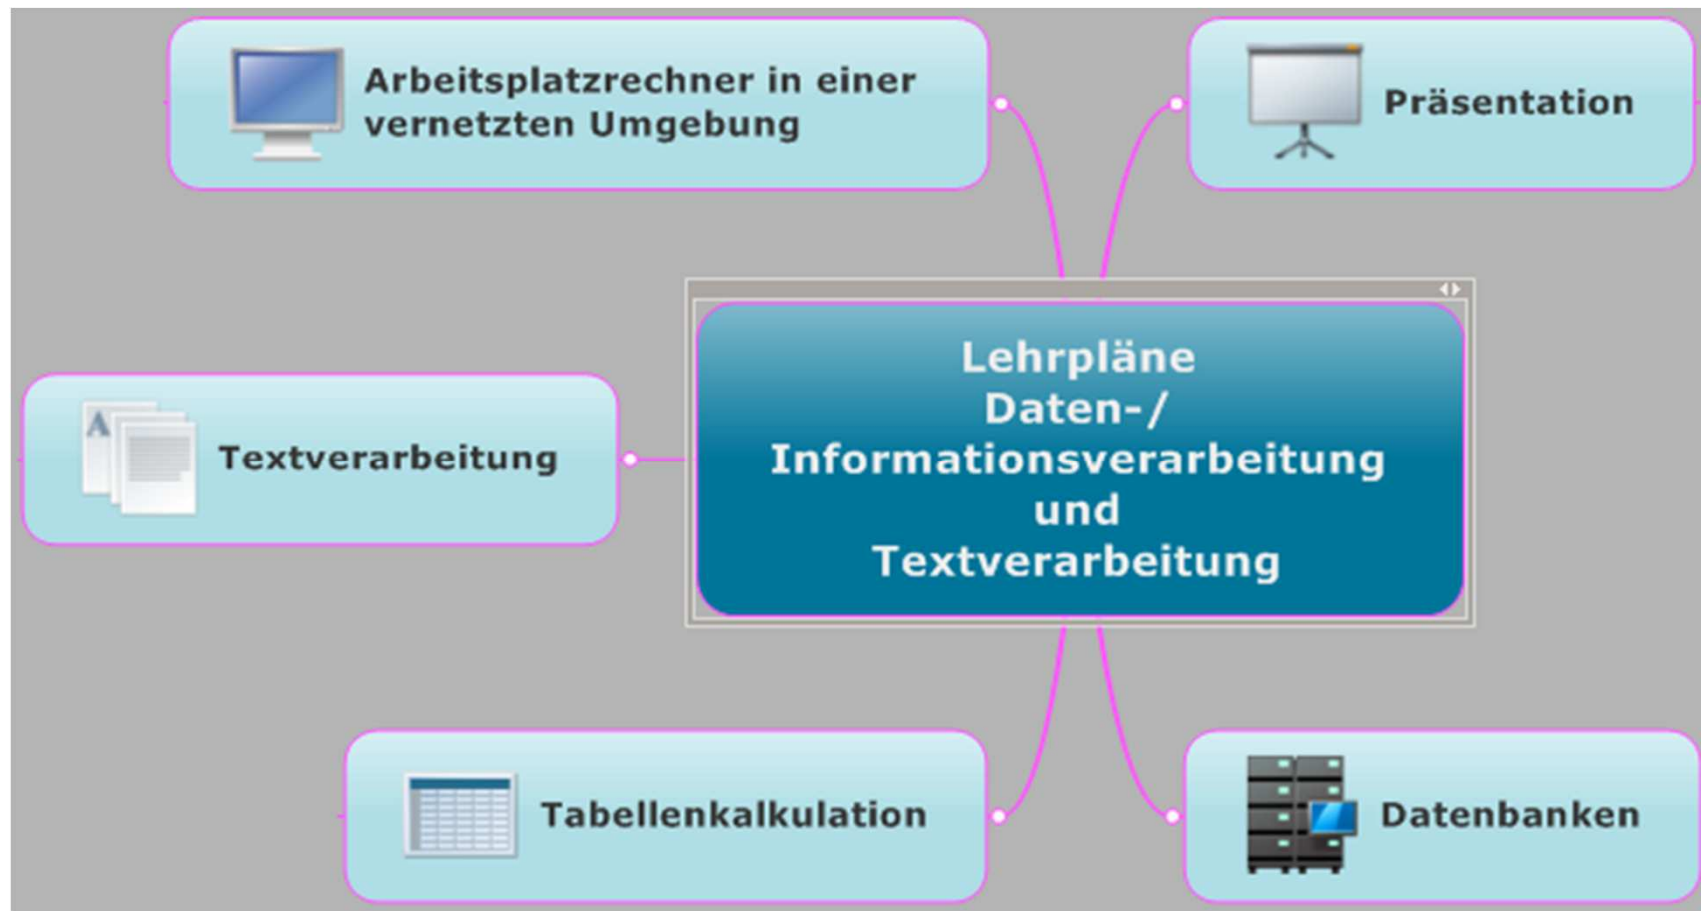 Arbeitsplatzrechner in einer
vernetzten Umgebung
Präsentation
Lehrpläne
Daten-/
Informationsverarbeitung
und
Textverarbeitung
Textverarbeitung
Tabellenkalkulation
Datenbanken